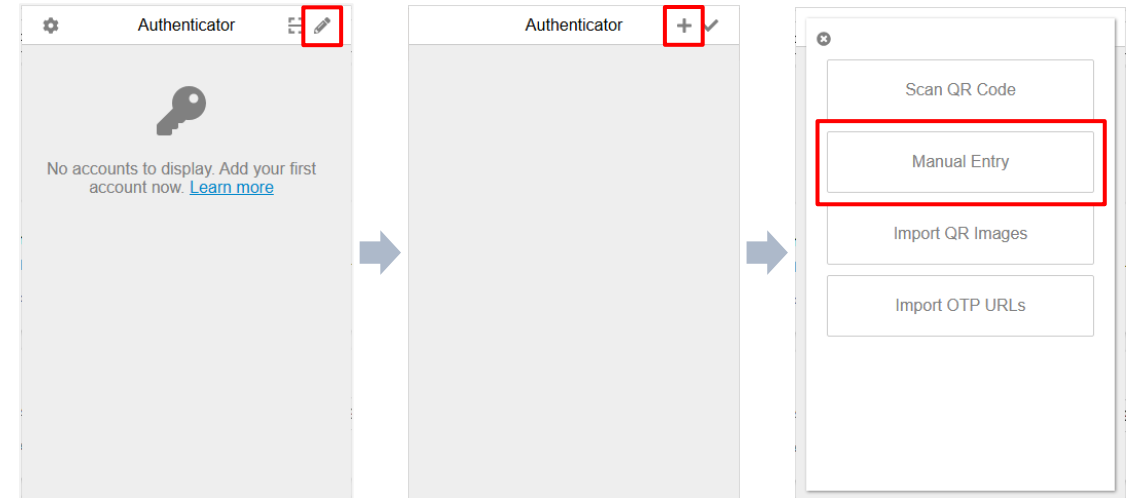 Authenticator
No accounts to display. Add your first
account now. Learn more
Authenticator
Scan QR Code
Manual Entry
Import QR Images
Import OTP URLs